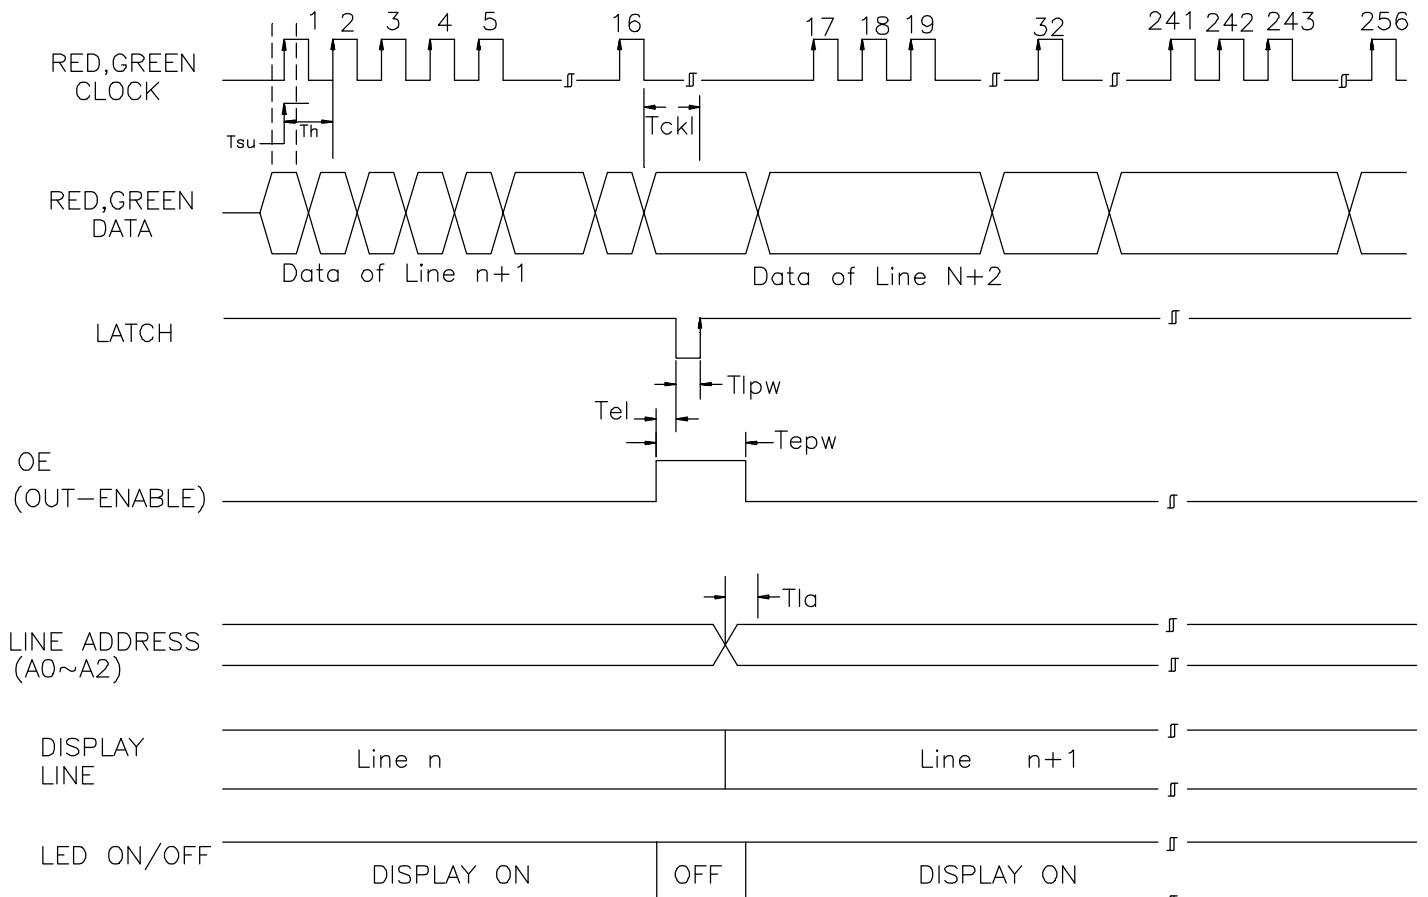 1 2 3 4 5 16 17 18 19 32 241 242 243 256
RED,GREEN
CLOCK
Tsu
Th
Tckl
RED,GREEN
DATA
Data of Line n+1
Data of Line N+2
LATCH
Tlpw
Tel
Tepw
OE
(OUT-ENABLE)
Tla
LINE ADDRESS
(A0~A2)
DISPLAY
LINE
Line n
Line n+1
LED ON/OFF
DISPLAY ON
OFF
DISPLAY ON